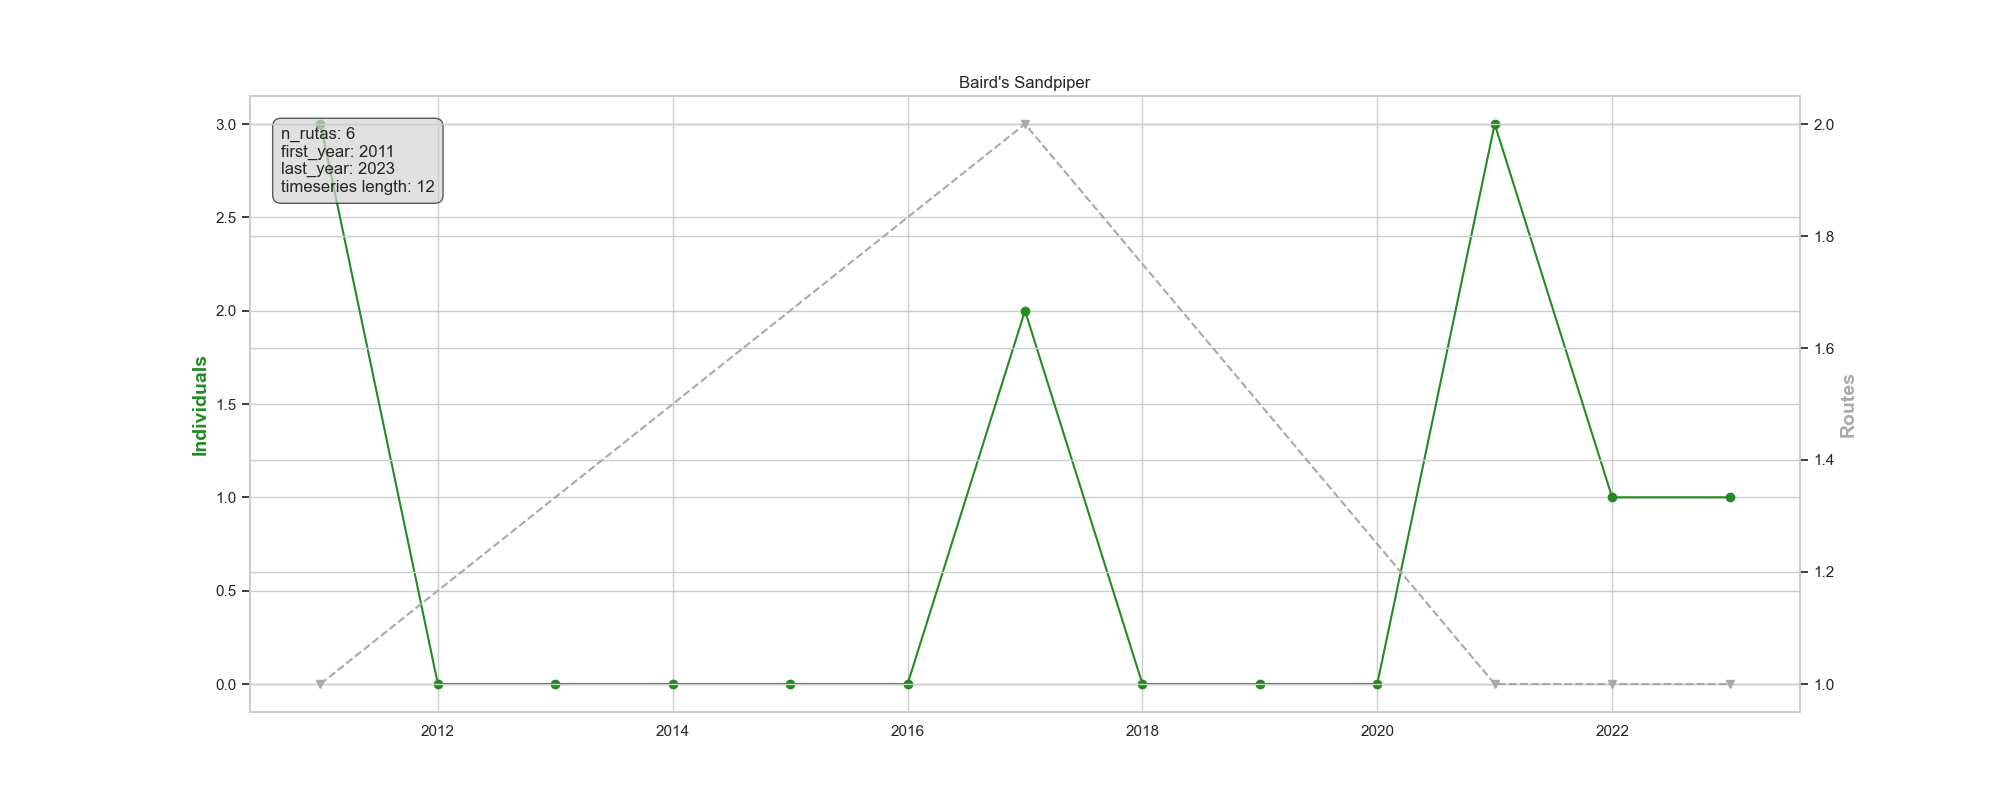 Baird's Sandpiper
n_rutas: 6
first_year: 2011
last_year: 2023
timeseries length: 12
3.0
2.5
2.0
1.5
1.0
0.5
0.0
Individuals
2.0
1.8
1.6
1.4
1.2
1.0
Routes
2012
2014
2016
2018
2020
2022